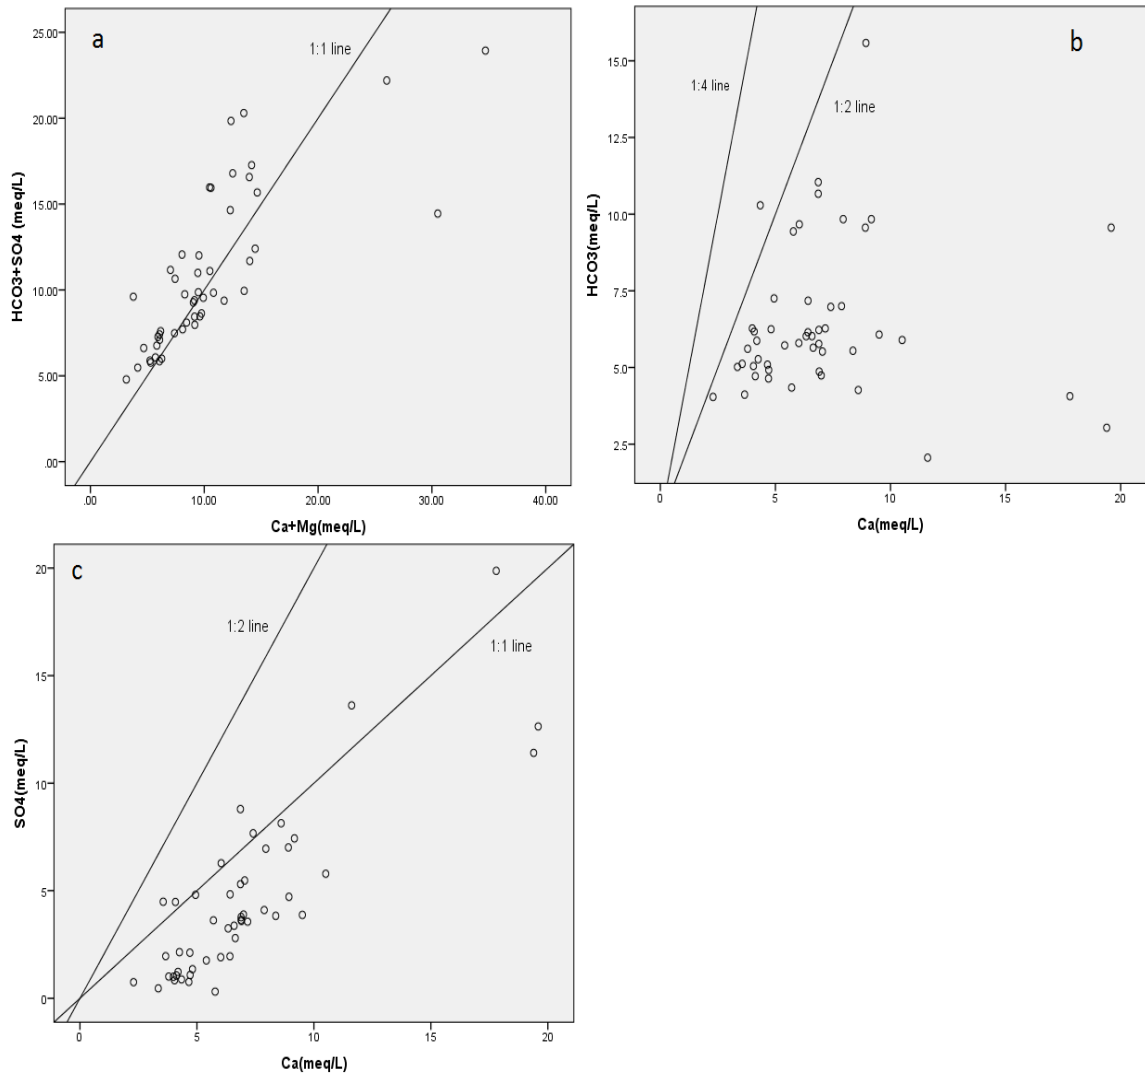 a
1:1 line
25.00
20.00
15.00
10.00
5.00
.00
HCO3+SO4 (meq/L)
.00
10.00
20.00
30.00
40.00
Ca+Mg(meq/L)
b
1:4 line
1:2 line
15.0
12.5
10.0
7.5
5.0
2.5
HCO3(meq/L)
0
5
10
15
20
Ca(meq/L)
c
1:2 line
1:1 line
20
15
10
5
0
SO4(meq/L)
0
5
10
15
20
Ca(meq/L)